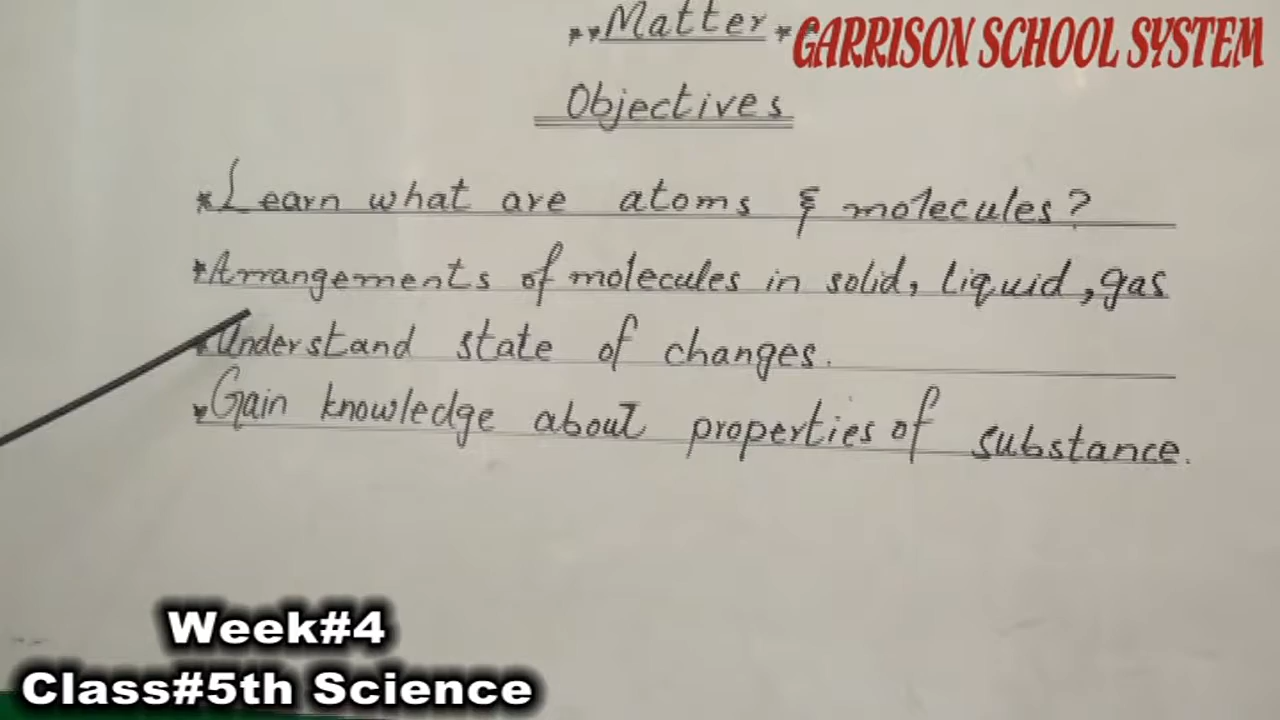 **Matter**
GARRISON SCHOOL SYSTEM
Objectives
*Learn what are atoms & molecules?
*Arrangements of molecules in solid, liquid, gas
*Understand state of changes.
*Gain knowledge about properties of substance.
Week#4
Class#5th Science